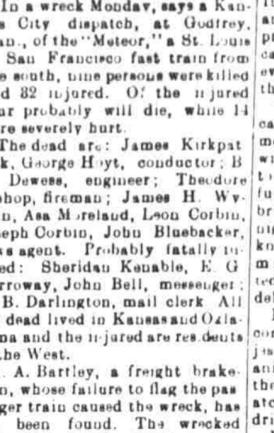 In a wreck Monday, says a Kan-
s City dispatch, at Godfrey,
an., of the "Meteor," a St. Louis
San Francisco fast train from
e south, nine persons were killed
d 32 injured. Of the injured
ur probably will die, while 14
re severely hurt.
The dead are: James Kirkpat
k, George Hoyt, conductor; B
Dewess, engineer; Theodore
shop, fireman; James H. Wy-
n, Asa Moreland, Leon Corbin,
seph Corbin, John Bluebacker,
ws agent. Probably fatally in-
ed: Sheridan Kenable, E. G
rroway, John Bell, messenger;
B. Darlington, mail clerk All
dead lived in Kansas and Okla-
ma and the injured are residents
the West.
A. Bartley, a freight brake-
n, whose failure to flag the pas
ger train caused the wreck, has
been found. The wrecked